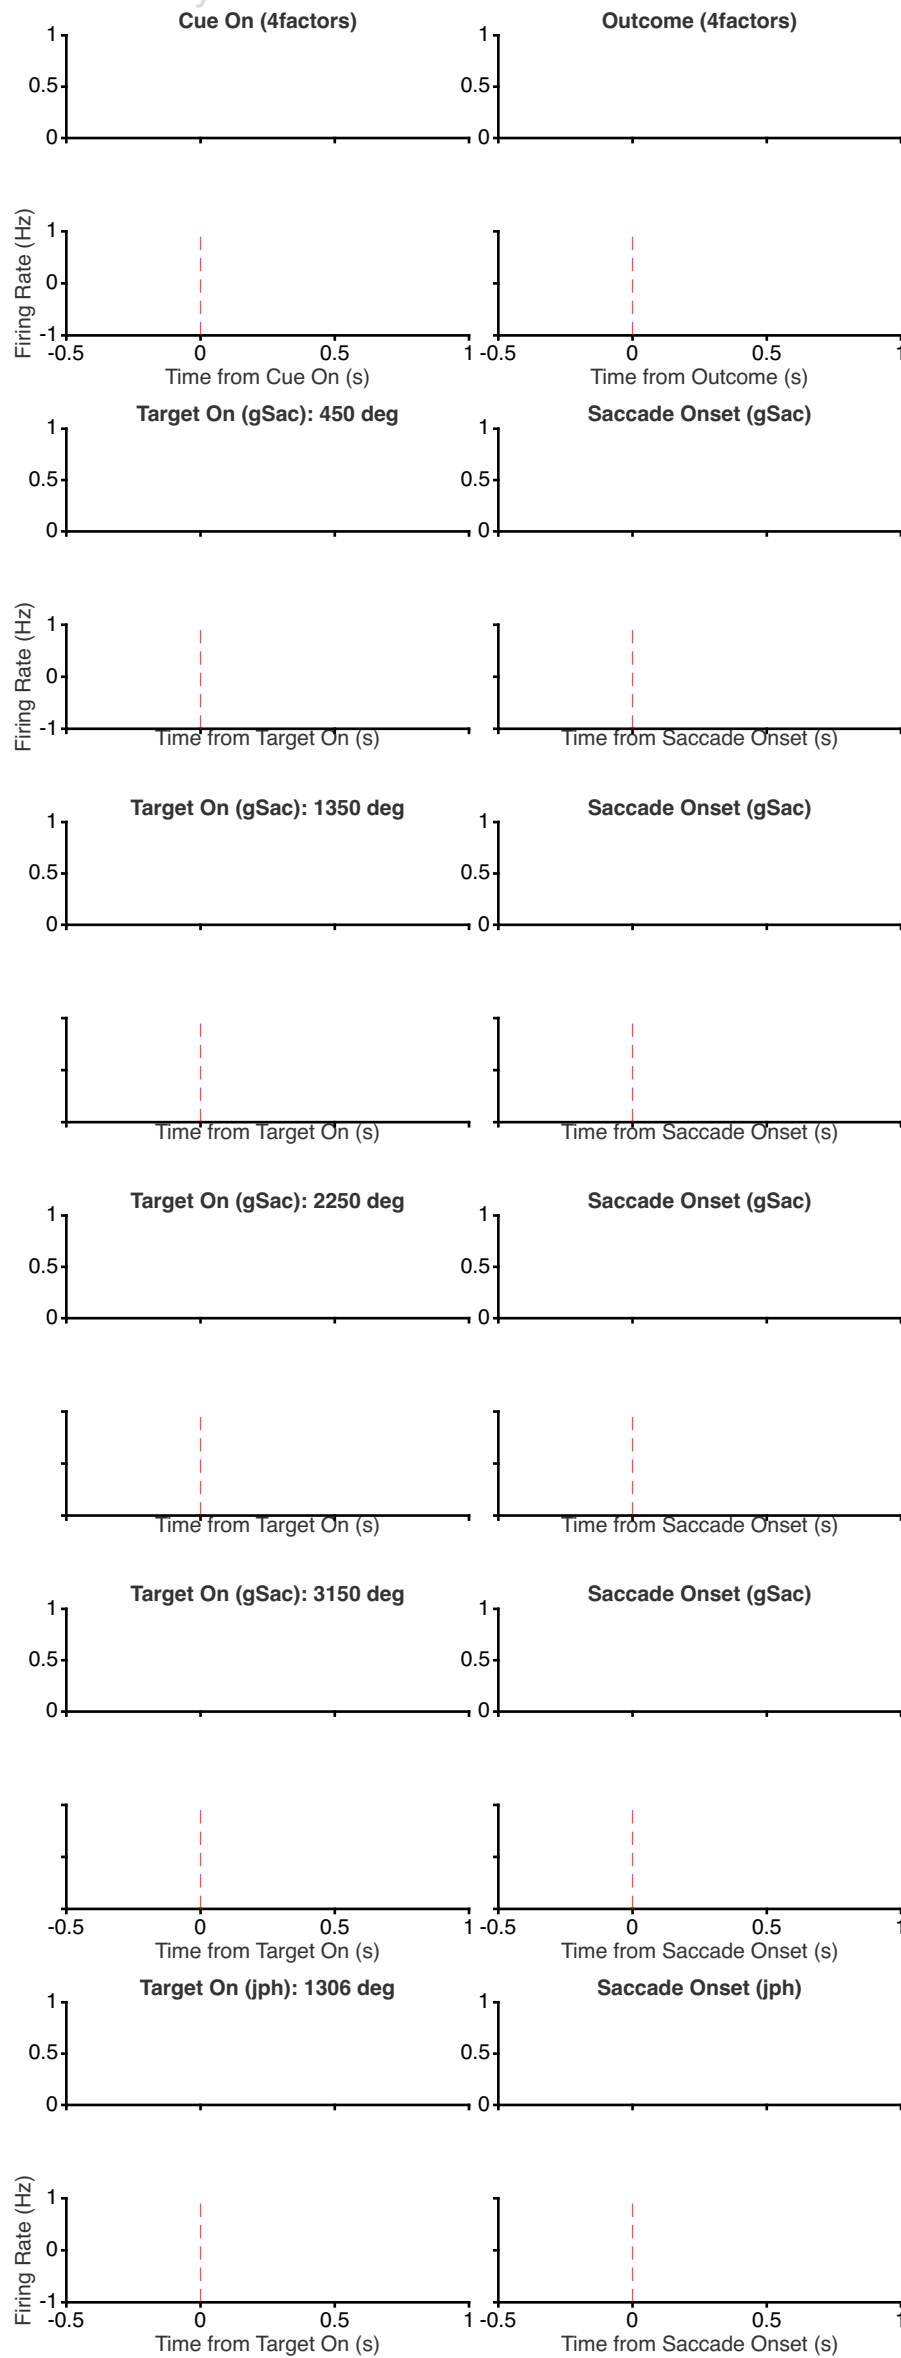 Cue On (4factors) Outcome (4factors)
1 1
0.5 0.5
0 0
Firing Rate (Hz)
1 1
0 0
-1 -1
-0.5 0 0.5 1 -0.5 0 0.5 1
Time from Cue On (s) Time from Outcome (s)
Target On (gSac): 450 deg Saccade Onset (gSac)
1 1
0.5 0.5
0 0
Firing Rate (Hz)
1
0
-1
Time from Target On (s) Time from Saccade Onset (s)
Target On (gSac): 1350 deg Saccade Onset (gSac)
1 1
0.5 0.5
0 0
Time from Target On (s) Time from Saccade Onset (s)
Target On (gSac): 2250 deg Saccade Onset (gSac)
1 1
0.5 0.5
0 0
Time from Target On (s) Time from Saccade Onset (s)
Target On (gSac): 3150 deg Saccade Onset (gSac)
1 1
0.5 0.5
0 0
-0.5 0 0.5 1 -0.5 0 0.5 1
Time from Target On (s) Time from Saccade Onset (s)
Target On (jph): 1306 deg Saccade Onset (jph)
1 1
0.5 0.5
0 0
Firing Rate (Hz)
1
0
-1
-0.5 0 0.5 1 -0.5 0 0.5 1
Time from Target On (s) Time from Saccade Onset (s)